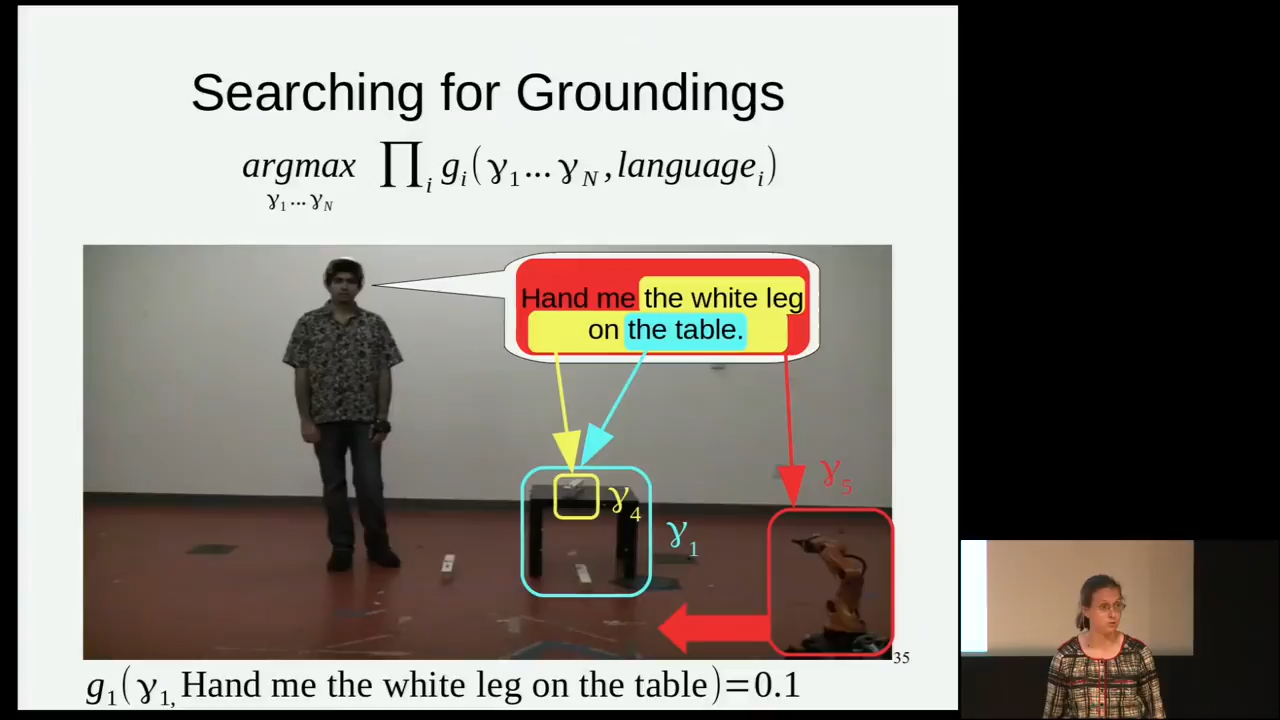 Searching for Groundings
argmax ∏ᵢ gᵢ(γ₁...γ_N, languageᵢ)
γ₁...γ_N
Hand me the white leg
on the table.
γ₅
γ₄
γ₁
35
g₁(γ₁, Hand me the white leg on the table)=0.1